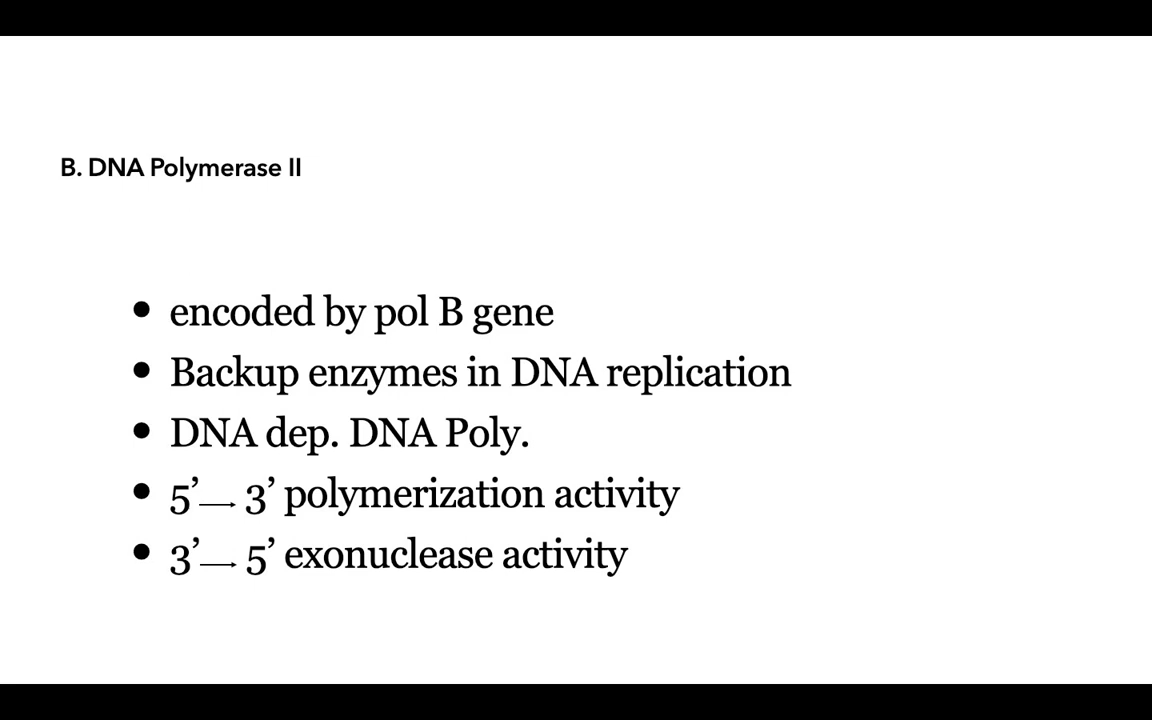 B. DNA Polymerase II
• encoded by pol B gene
• Backup enzymes in DNA replication
• DNA dep. DNA Poly.
• 5’→ 3’ polymerization activity
• 3’→ 5’ exonuclease activity